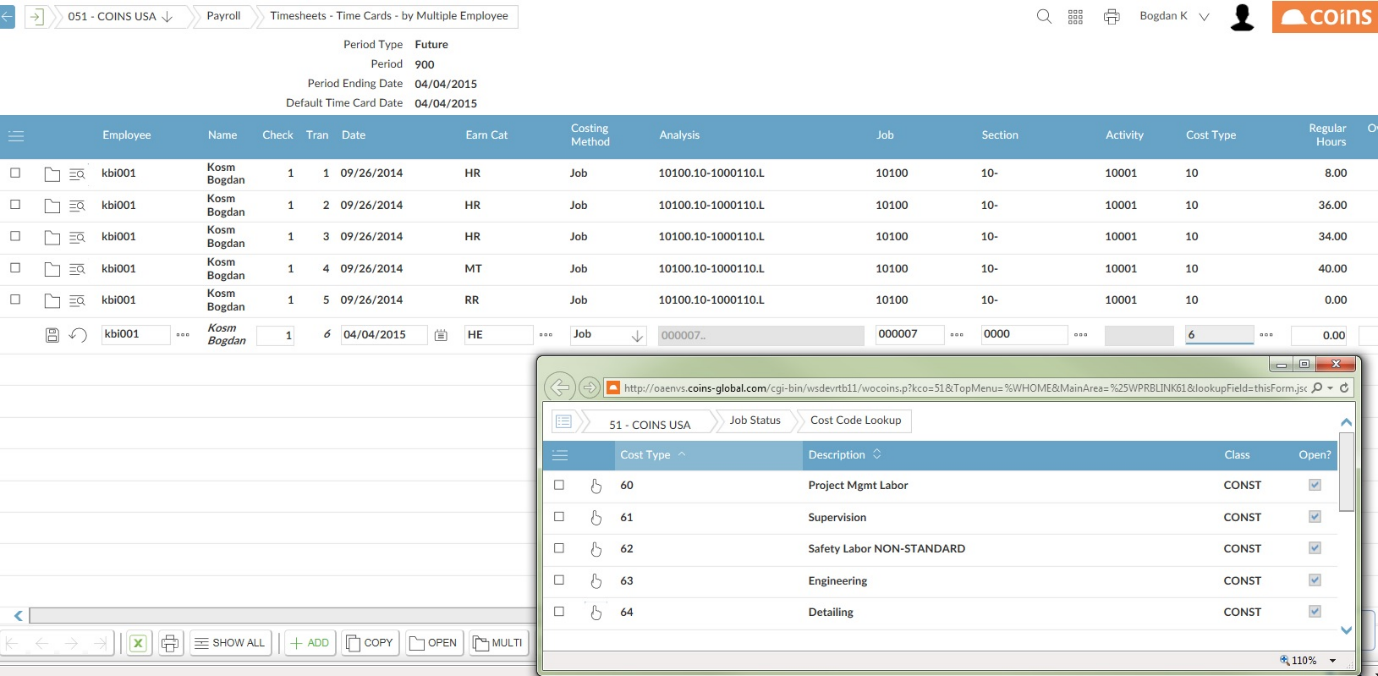 051 - COINS USA Payroll Timesheets - Time Cards - by Multiple Employee Bogdan K coins
Period Type Future
Period 900
Period Ending Date 04/04/2015
Default Time Card Date 04/04/2015
Employee Name Check Tran Date Earn Cat Costing Method Analysis Job Section Activity Cost Type Regular Hours
kbi001 Kosm Bogdan 1 1 09/26/2014 HR Job 10100.10-1000110.L 10100 10- 10001 10 8.00
kbi001 Kosm Bogdan 1 2 09/26/2014 HR Job 10100.10-1000110.L 10100 10- 10001 10 36.00
kbi001 Kosm Bogdan 1 3 09/26/2014 HR Job 10100.10-1000110.L 10100 10- 10001 10 34.00
kbi001 Kosm Bogdan 1 4 09/26/2014 MT Job 10100.10-1000110.L 10100 10- 10001 10 40.00
kbi001 Kosm Bogdan 1 5 09/26/2014 RR Job 10100.10-1000110.L 10100 10- 10001 10 0.00
kbi001 Kosm Bogdan 1 6 04/04/2015 HE Job 000007.. 000007 0000 6 0.00
http://oaenvs.coins-global.com/cgi-bin/wsdevrtb11/wocoins.p?kco=51&TopMenu=%WHOME&MainArea=%25WPRBLINK61&lookupField=thisForm.jsc
51 - COINS USA Job Status Cost Code Lookup
Cost Type Description Class Open?
60 Project Mgmt Labor CONST
61 Supervision CONST
62 Safety Labor NON-STANDARD CONST
63 Engineering CONST
64 Detailing CONST
SHOW ALL ADD COPY OPEN MULTI
110%